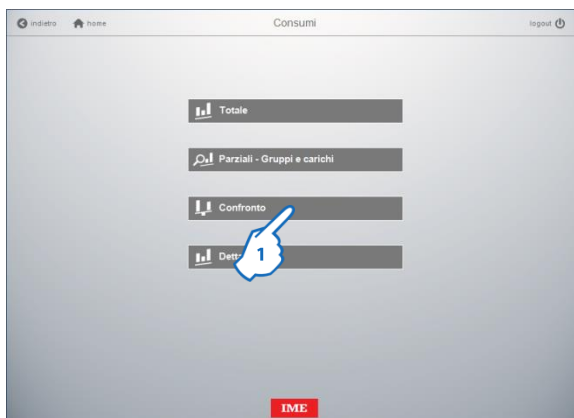 indietro home Consumi logout
Totale
Parziali - Gruppi e carichi
Confronto
1
IME